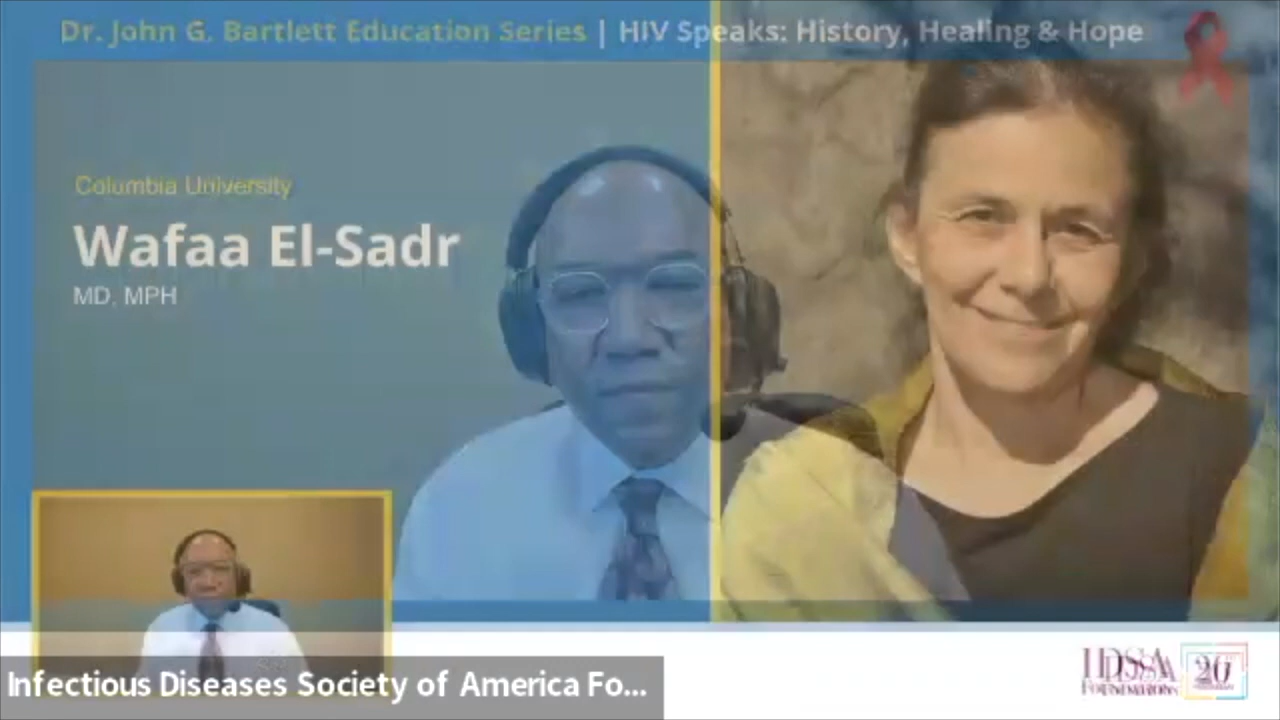 Dr. John G. Bartlett Education Series | HIV Speaks: History, Healing & Hope
Columbia University
Wafaa El-Sadr
MD, MPH
Infectious Diseases Society of America Fo...
20